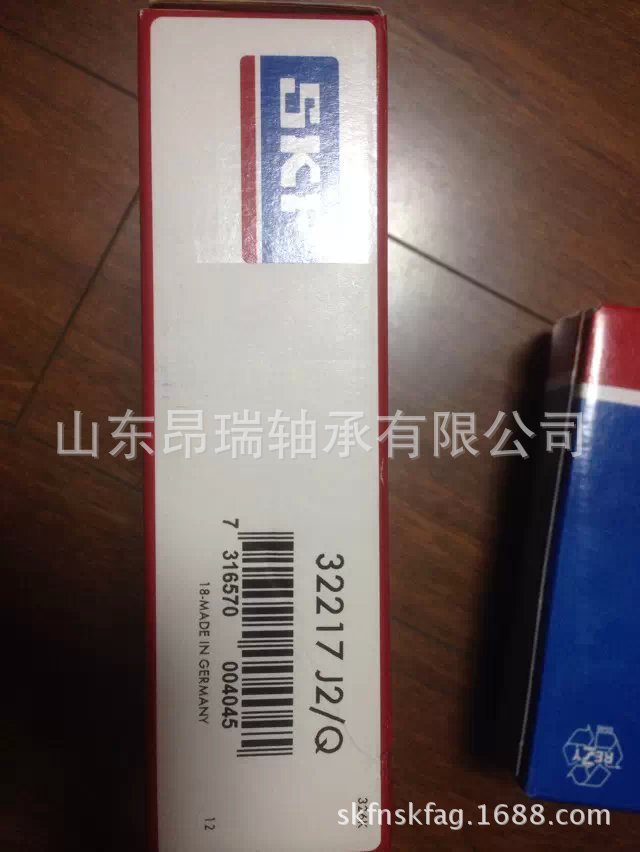 SKF
山东昂瑞轴承有限公司
32217 J2/Q
7 316570 004045
18-MADE IN GERMANY
12
REZY
skfnskfag.1688.com